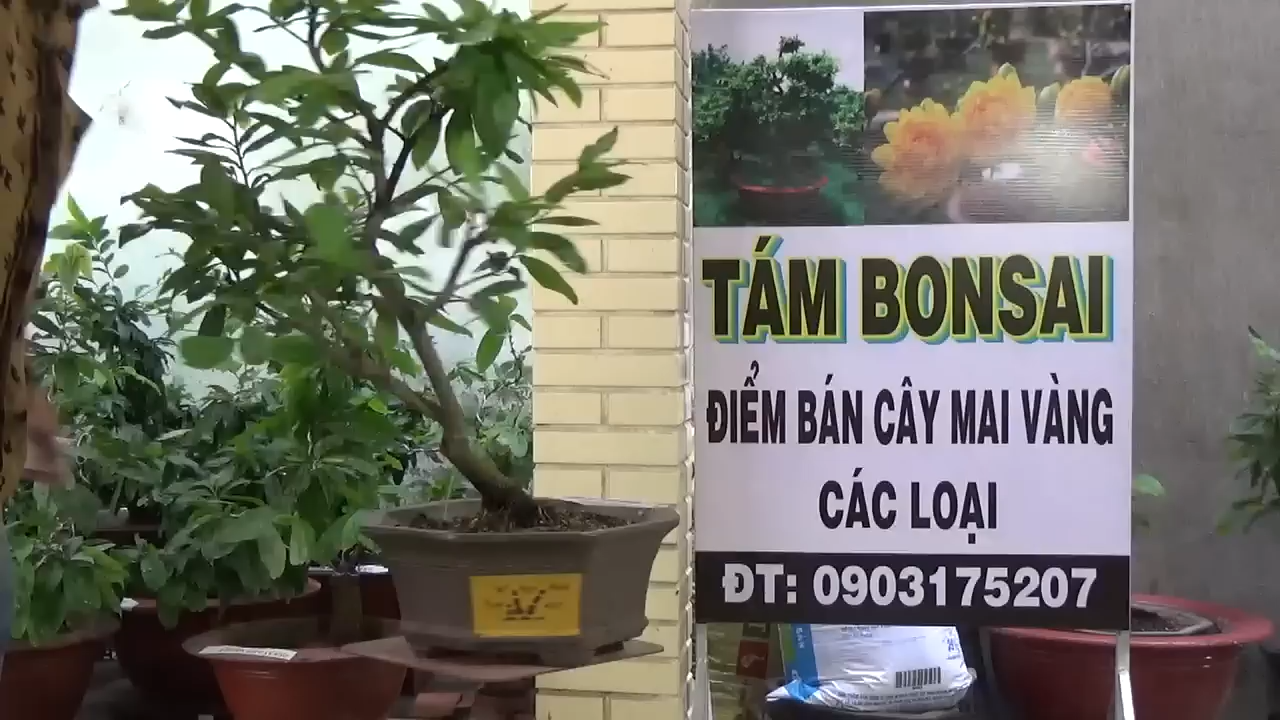 TÁM BONSAI
ĐIỂM BÁN CÂY MAI VÀNG
CÁC LOẠI
ĐT: 0903175207